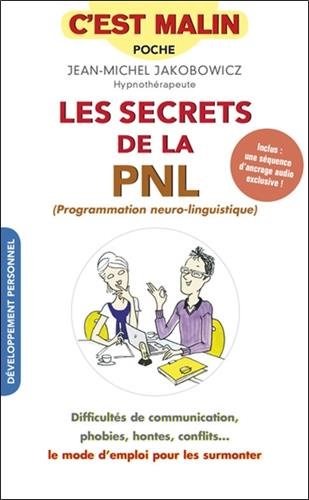 C'EST MALIN
POCHE
JEAN-MICHEL JAKOBOWICZ
Hypnothérapeute
LES SECRETS
DE LA
PNL
(Programmation neuro-linguistique)
Inclus :
une séquence
d'ancrage audio
exclusive !
DÉVELOPPEMENT PERSONNEL
Difficultés de communication,
phobies, hontes, conflits...
le mode d'emploi pour les surmonter